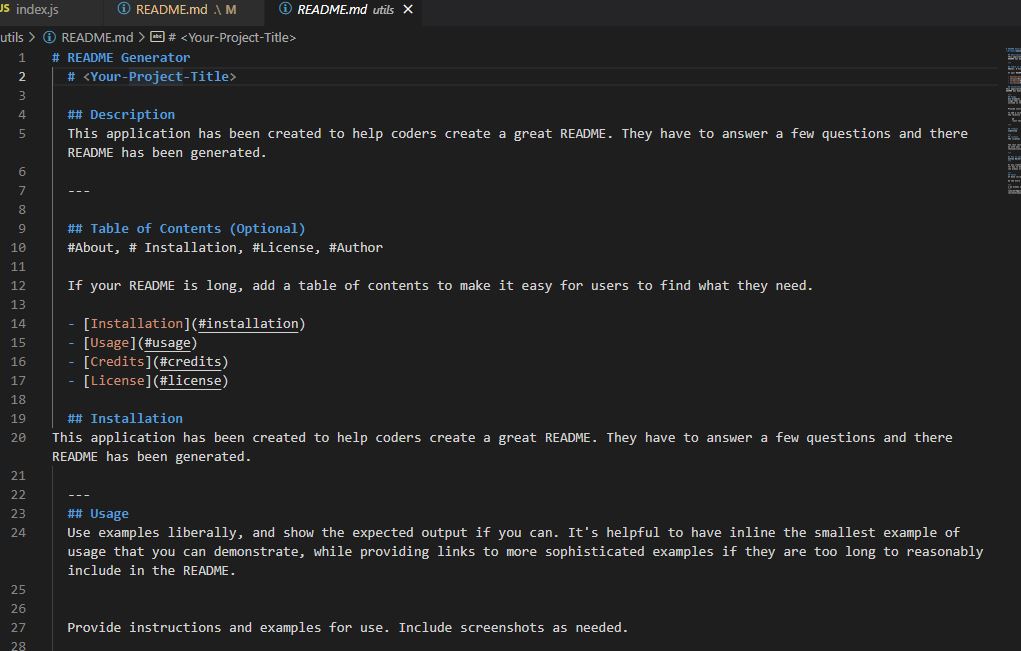 JS index.js README.md .\ M README.md utils ×
utils > README.md > # <Your-Project-Title>
1 # README Generator
2 # <Your-Project-Title>
3
4 ## Description
5 This application has been created to help coders create a great README. They have to answer a few questions and there
README has been generated.
6
7 ---
8
9 ## Table of Contents (Optional)
10 #About, # Installation, #License, #Author
11
12 If your README is long, add a table of contents to make it easy for users to find what they need.
13
14 - [Installation](#installation)
15 - [Usage](#usage)
16 - [Credits](#credits)
17 - [License](#license)
18
19 ## Installation
20 This application has been created to help coders create a great README. They have to answer a few questions and there
README has been generated.
21
22 ---
23 ## Usage
24 Use examples liberally, and show the expected output if you can. It's helpful to have inline the smallest example of
usage that you can demonstrate, while providing links to more sophisticated examples if they are too long to reasonably
include in the README.
25
26
27 Provide instructions and examples for use. Include screenshots as needed.
28